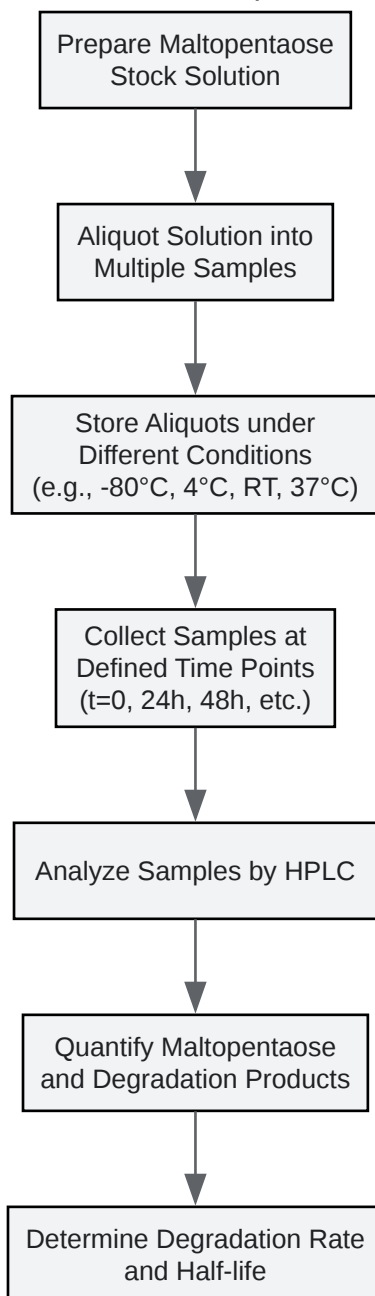 Prepare Maltopentaose
Stock Solution
Aliquot Solution into
Multiple Samples
Store Aliquots under
Different Conditions
(e.g., -80°C, 4°C, RT, 37°C)
Collect Samples at
Defined Time Points
(t=0, 24h, 48h, etc.)
Analyze Samples by HPLC
Quantify Maltopentaose
and Degradation Products
Determine Degradation Rate
and Half-life